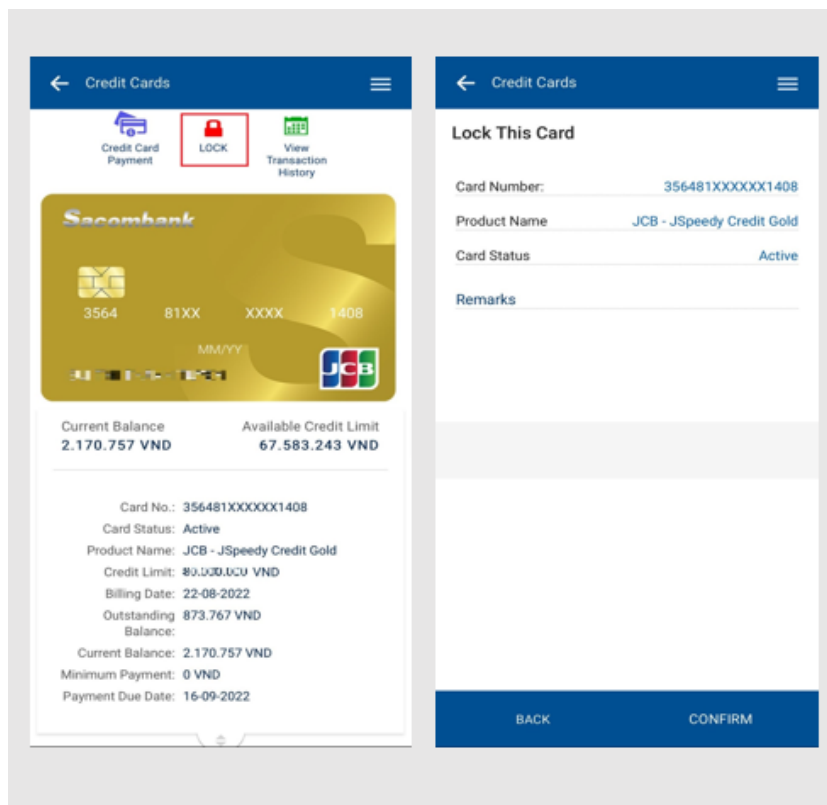 Credit Cards
Credit Card
Payment
LOCK
View
Transaction
History
Sacombank
3564 81XX XXXX 1408
MM/YY
JCB
Current Balance
2.170.757 VND
Available Credit Limit
67.583.243 VND
Card No.: 356481XXXXXX1408
Card Status: Active
Product Name: JCB - JSpeedy Credit Gold
Credit Limit: VND
Billing Date: 22-08-2022
Outstanding 873.767 VND
Balance:
Current Balance: 2.170.757 VND
Minimum Payment: 0 VND
Payment Due Date: 16-09-2022
Credit Cards
Lock This Card
Card Number: 356481XXXXXX1408
Product Name JCB - JSpeedy Credit Gold
Card Status Active
Remarks
BACK CONFIRM